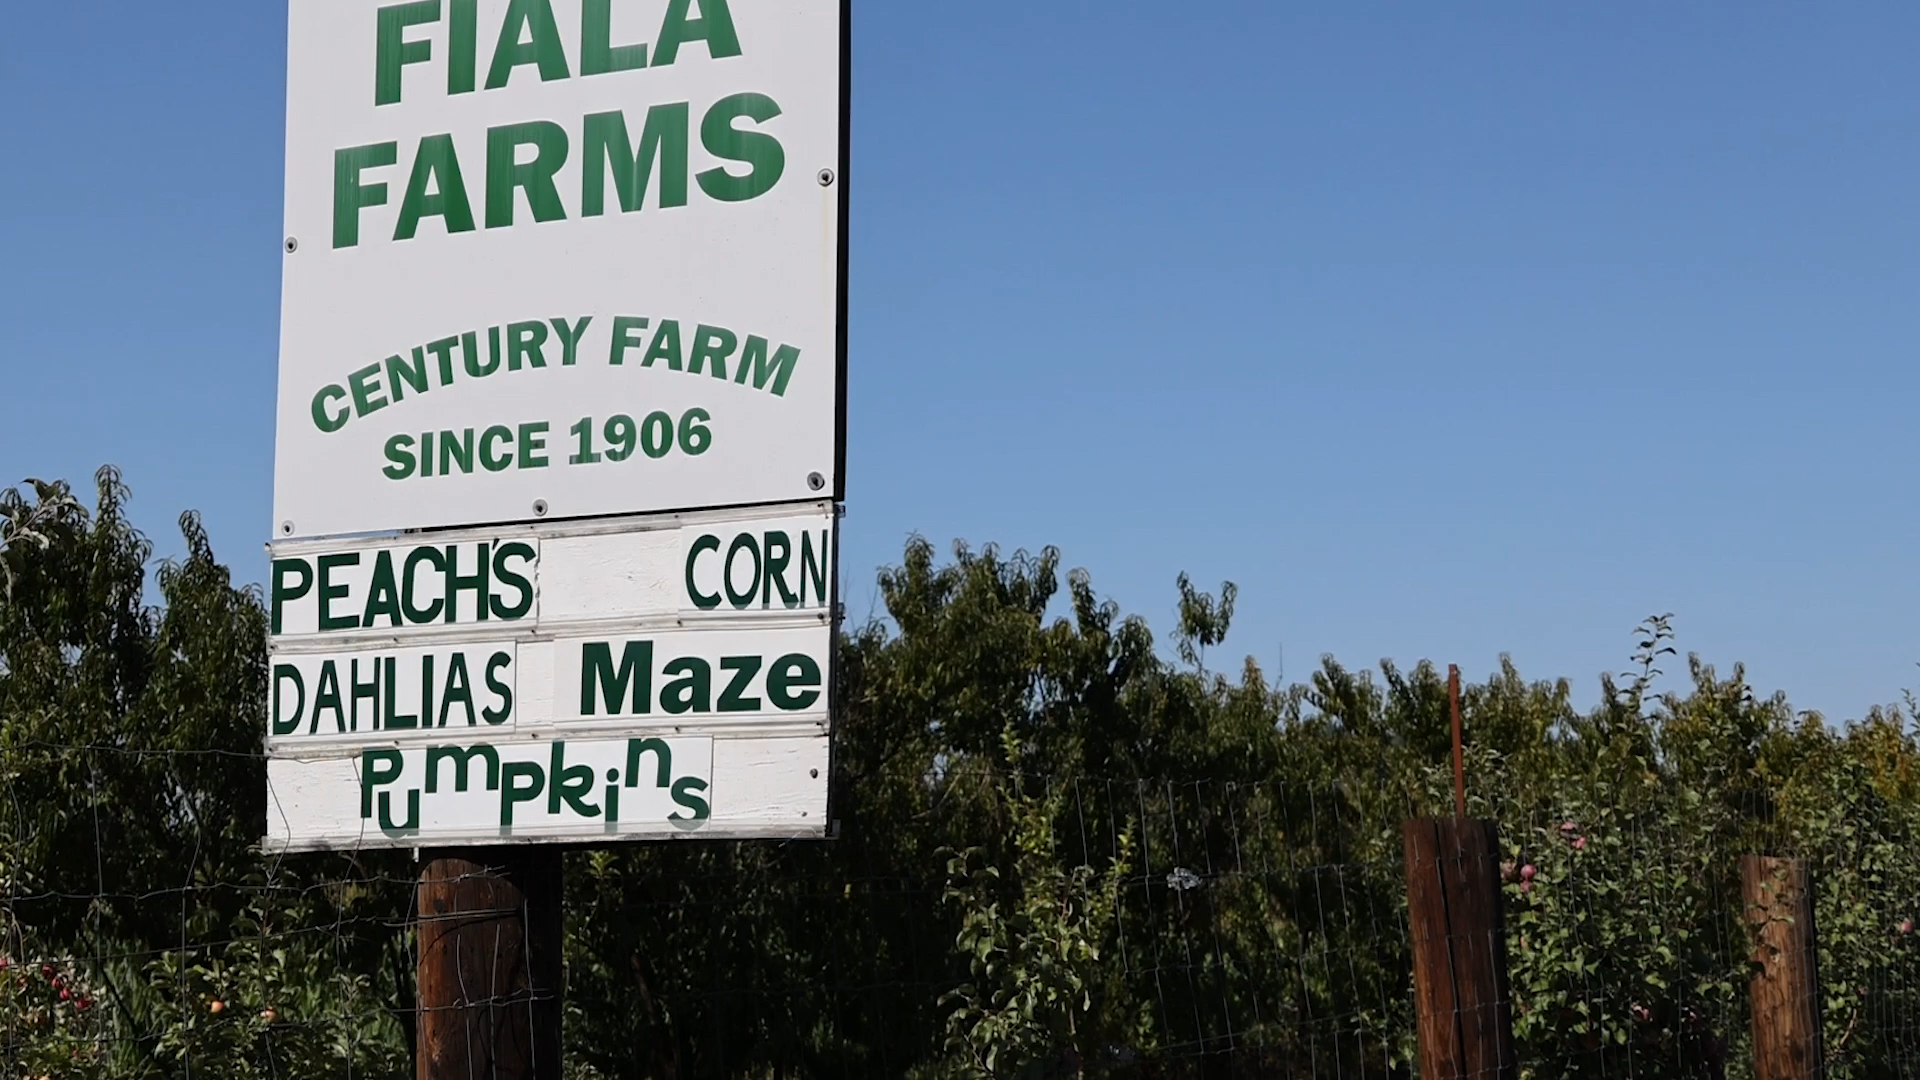 FIALA
FARMS
CENTURY FARM
SINCE 1906
PEACH'S CORN
DAHLIAS Maze
Pumpkins